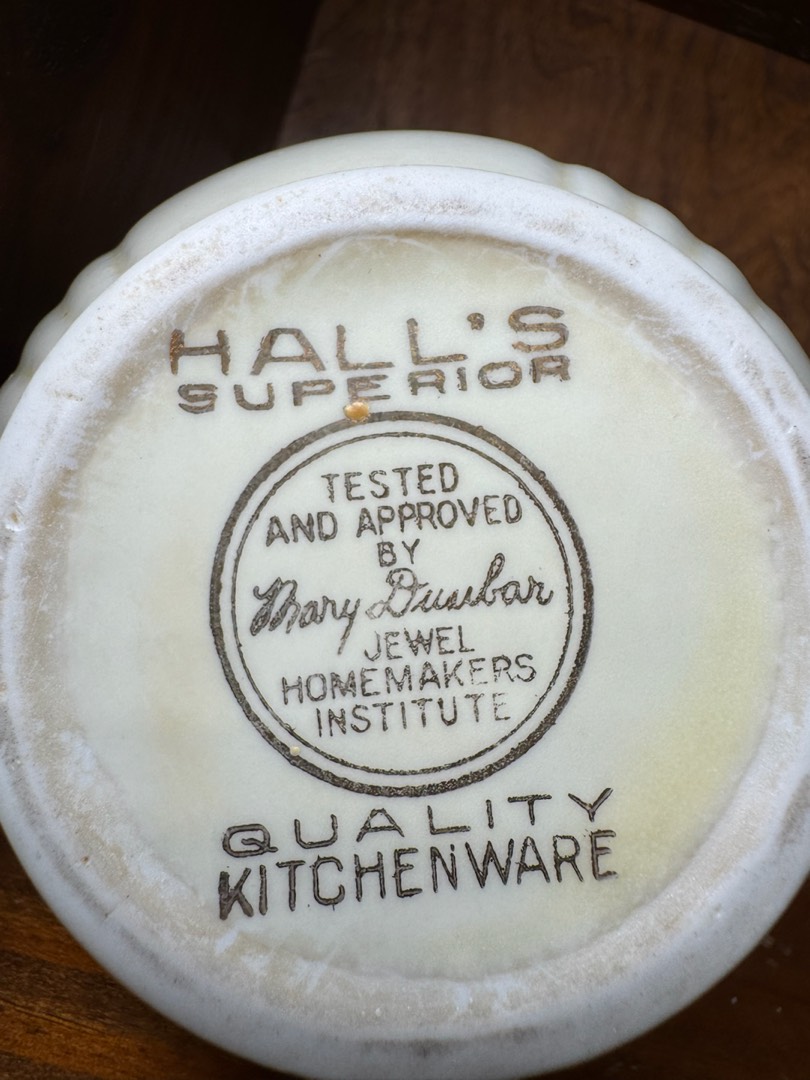 HALL'S
SUPERIOR
TESTED
AND APPROVED
BY
Mary Dunbar
JEWEL
HOMEMAKERS
INSTITUTE
QUALITY
KITCHENWARE